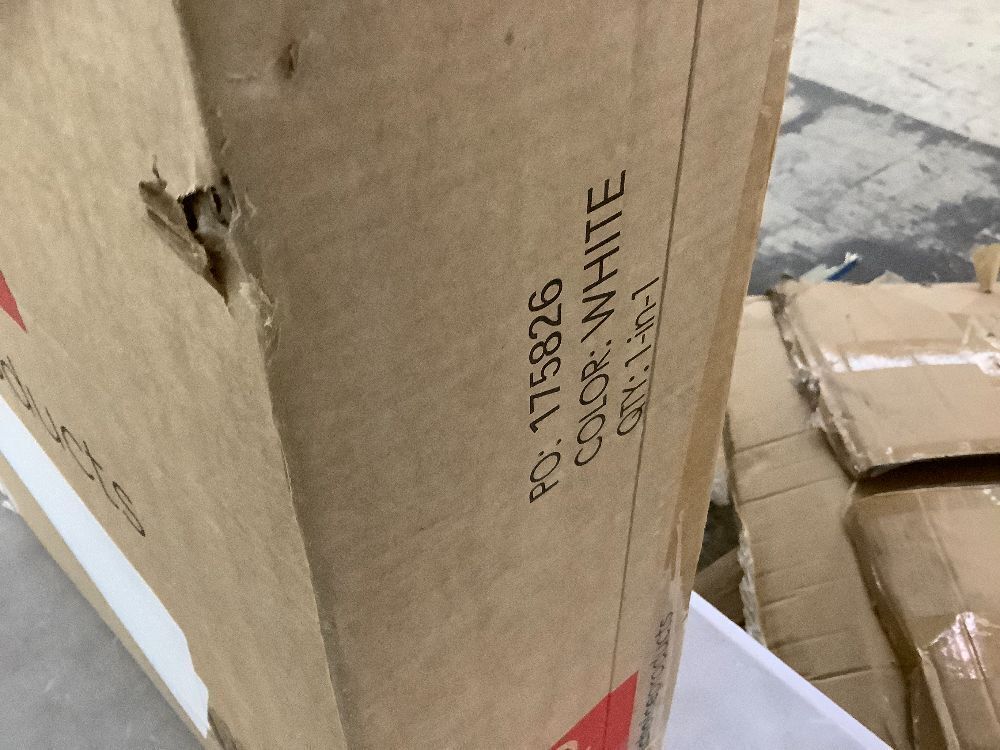 PO: 175826
COLOR: WHITE
QTY: 1-in-1